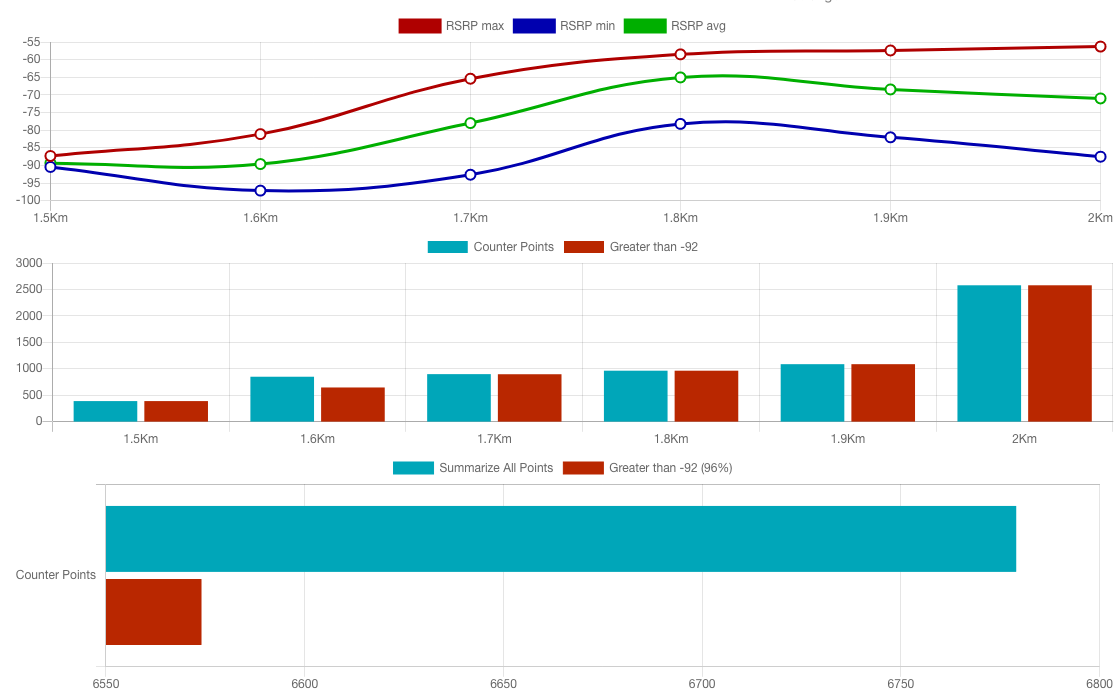 RSRP max RSRP min RSRP avg
-55
-60
-65
-70
-75
-80
-85
-90
-95
-100
1.5Km 1.6Km 1.7Km 1.8Km 1.9Km 2Km
Counter Points Greater than -92
3000
2500
2000
1500
1000
500
0
1.5Km 1.6Km 1.7Km 1.8Km 1.9Km 2Km
Summarize All Points Greater than -92 (96%)
Counter Points
6550 6600 6650 6700 6750 6800